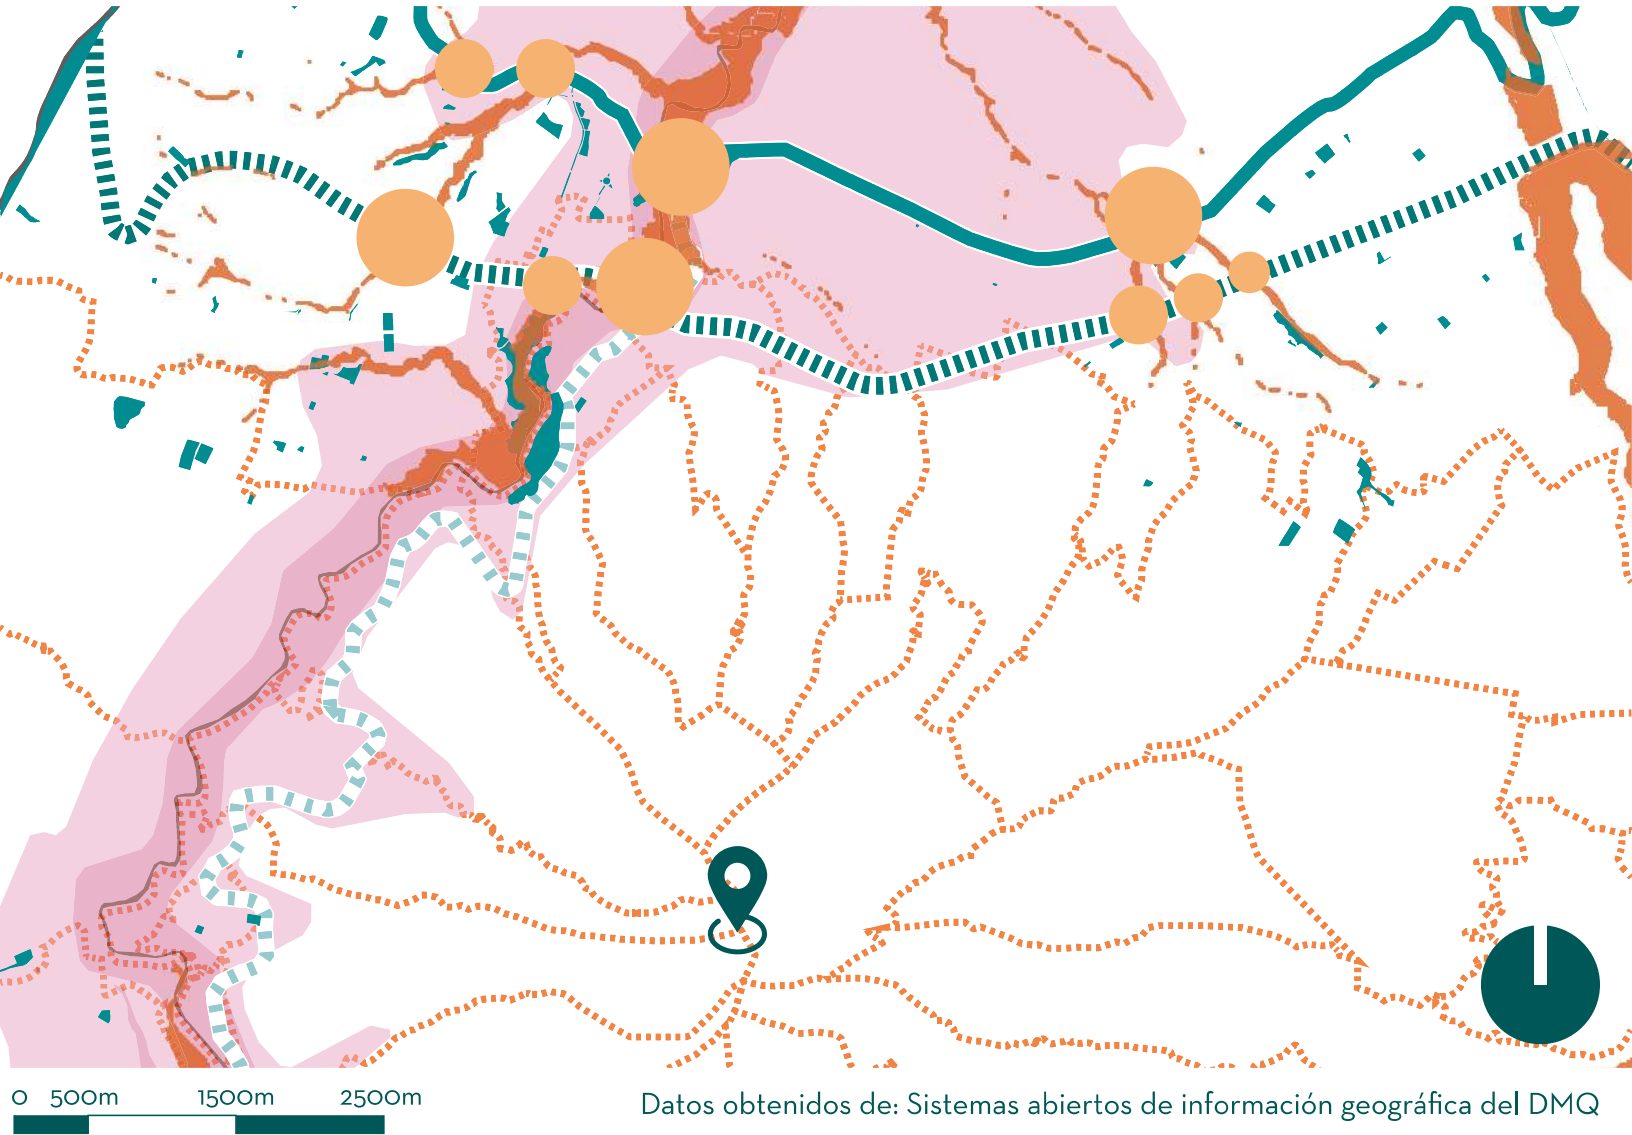 0 500m 1500m 2500m
Datos obtenidos de: Sistemas abiertos de información geográfica del DMQ